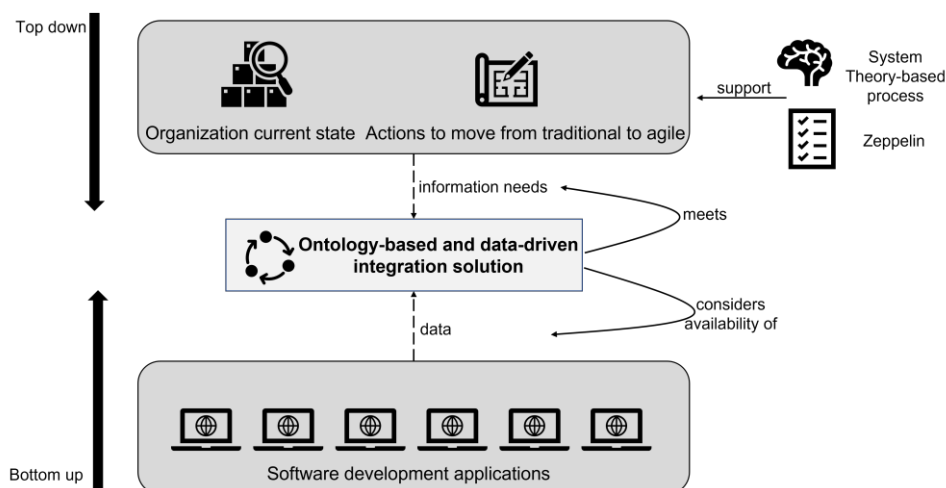 Top down
System
Theory-based
process
support
Zeppelin
Organization current state
Actions to move from traditional to agile
information needs
meets
Ontology-based and data-driven
integration solution
considers
availability of
data
Software development applications
Bottom up